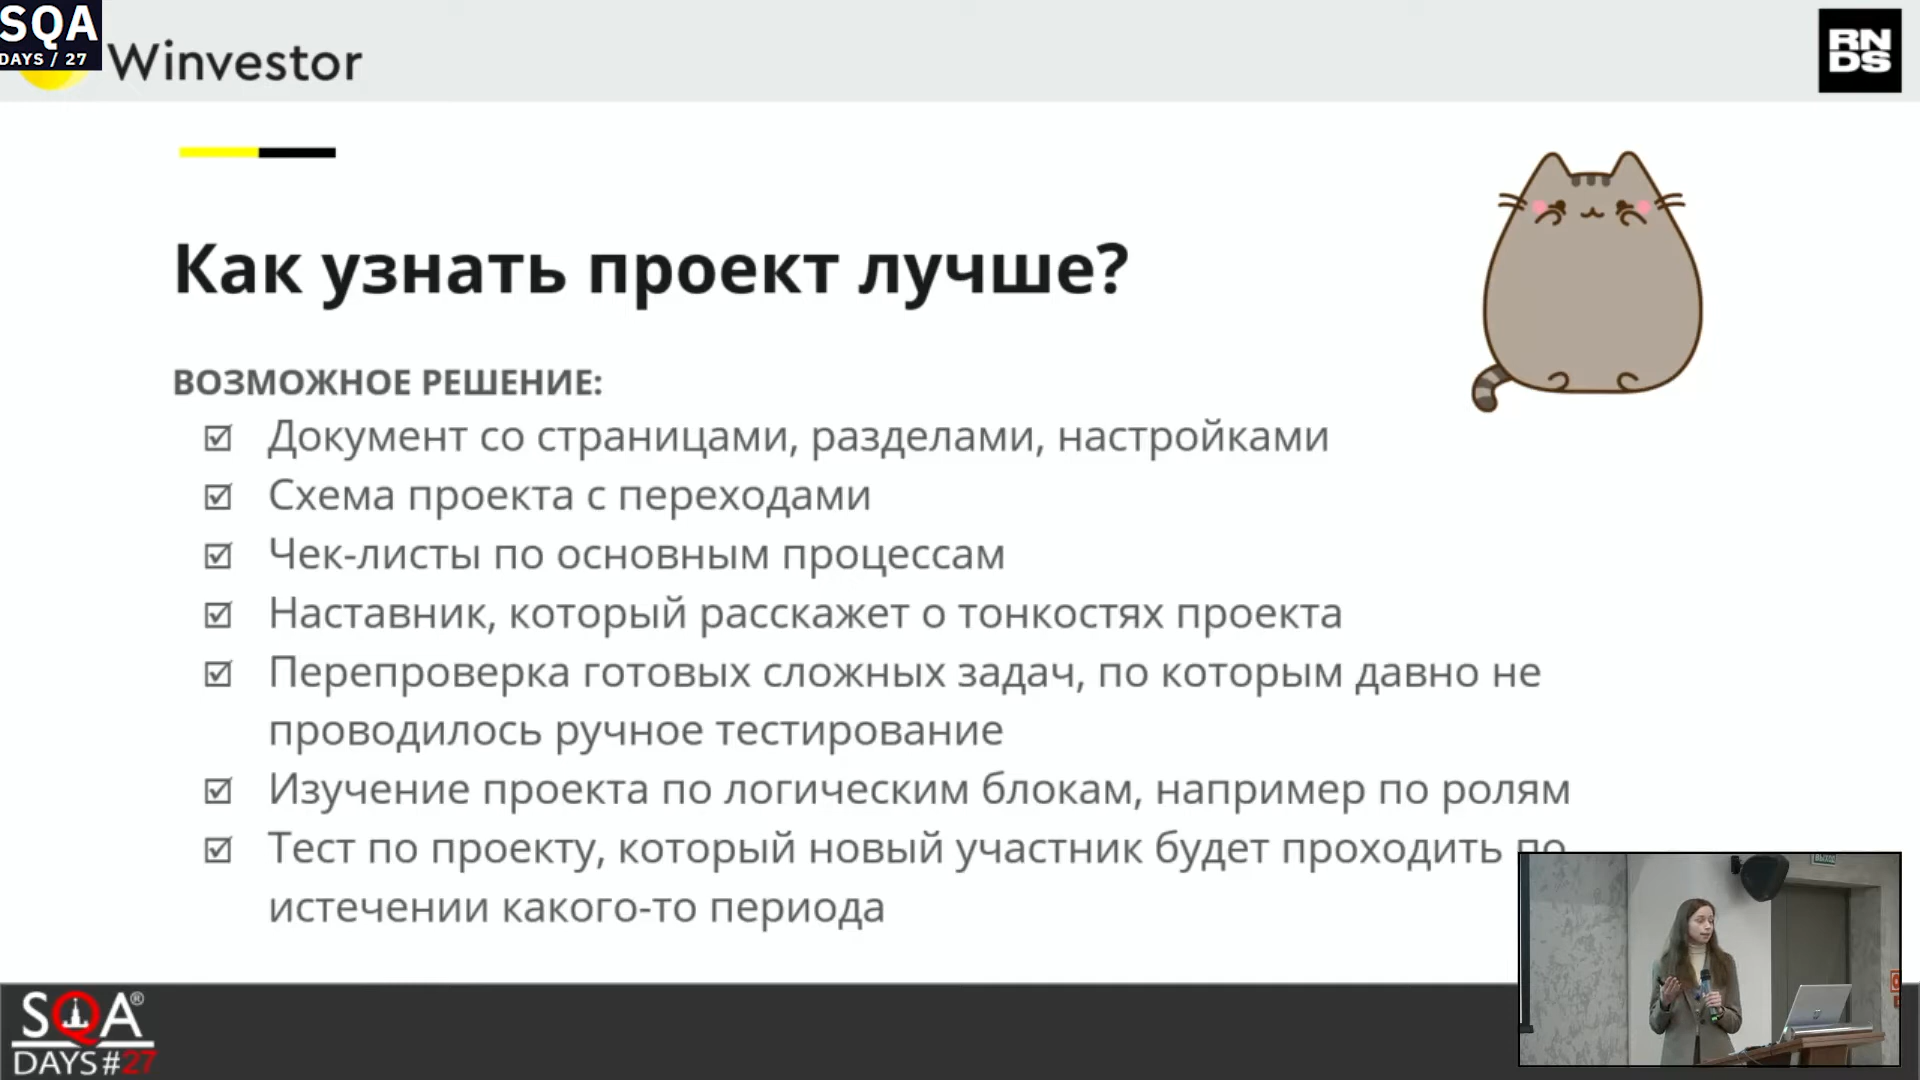 SQA
DAYS / 27
Winvestor
RN
DS
Как узнать проект лучше?
ВОЗМОЖНОЕ РЕШЕНИЕ:
Документ со страницами, разделами, настройками
Схема проекта с переходами
Чек-листы по основным процессам
Наставник, который расскажет о тонкостях проекта
Перепроверка готовых сложных задач, по которым давно не
проводилось ручное тестирование
Изучение проекта по логическим блокам, например по ролям
Тест по проекту, который новый участник будет проходить по
истечении какого-то периода
ВЫХОД
SQA®
DAYS#27